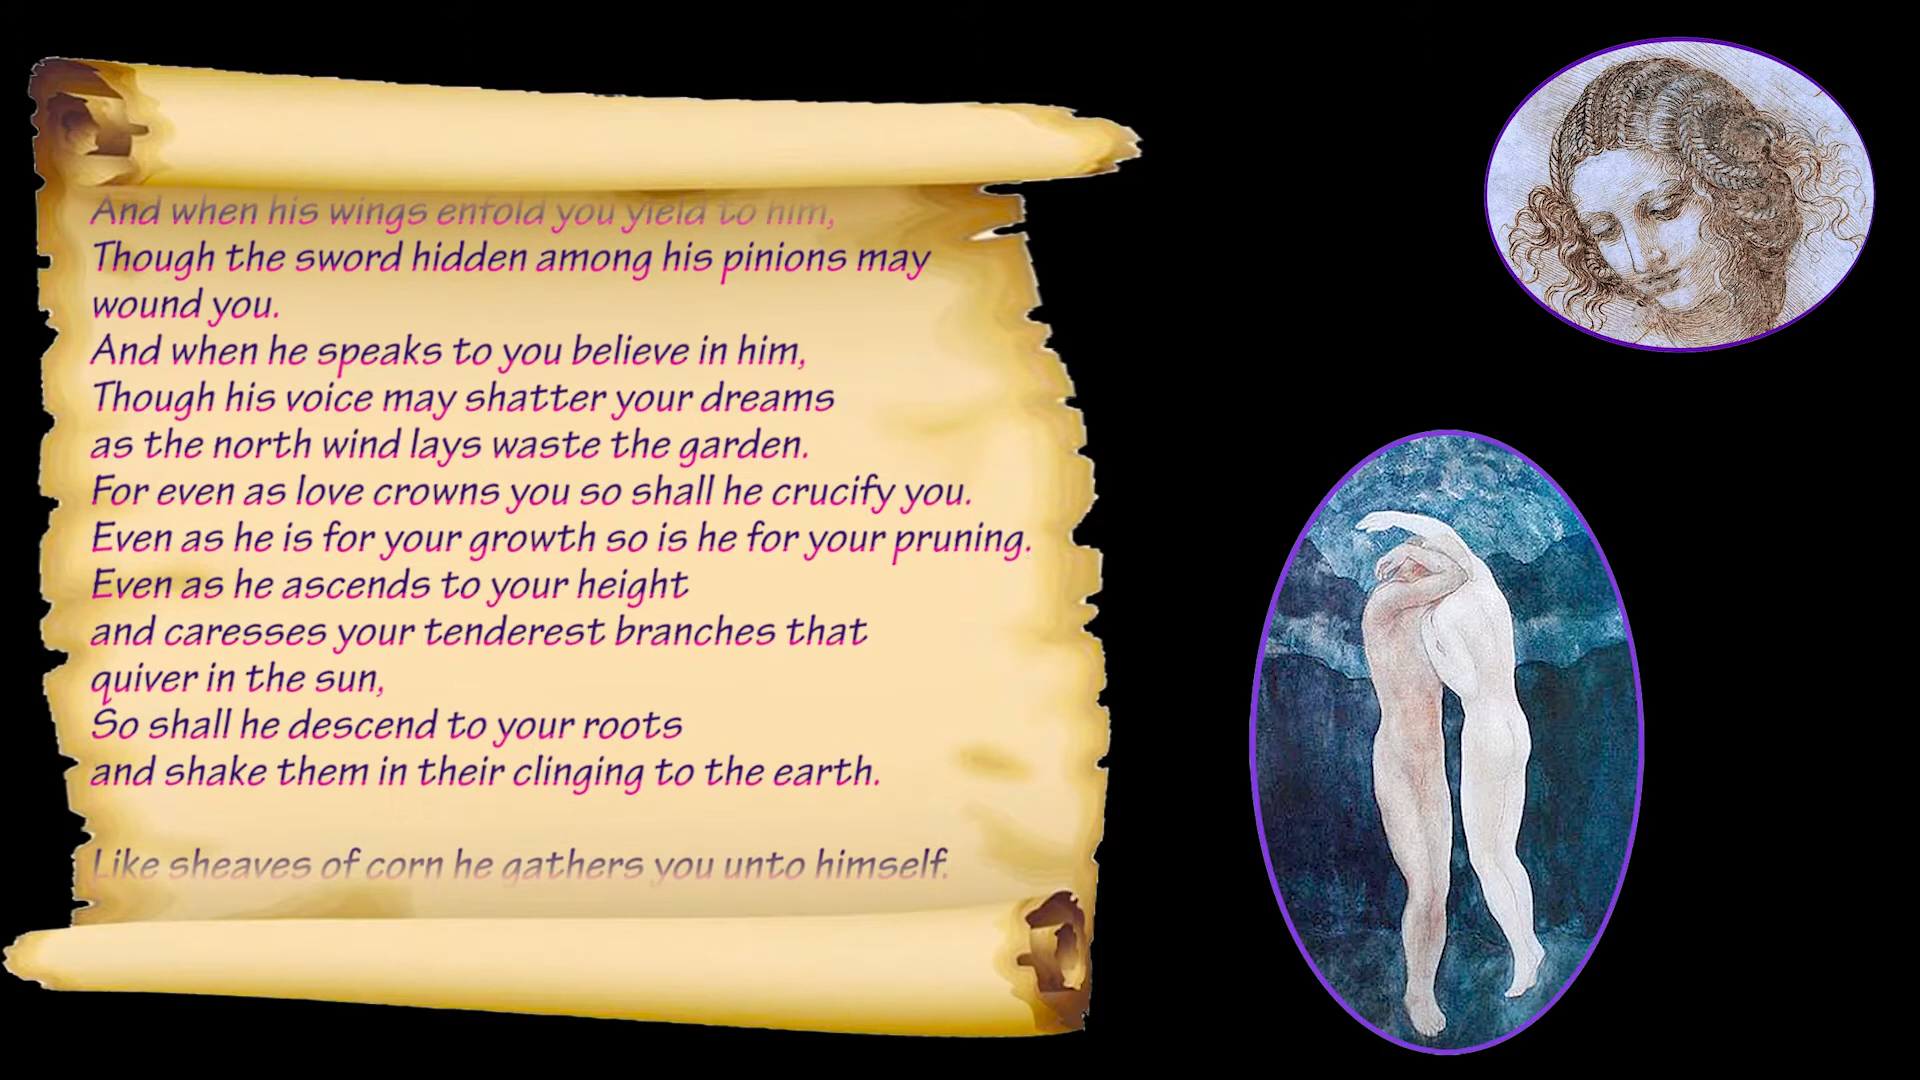 And when his wings enfold you yield to him,
Though the sword hidden among his pinions may
wound you.
And when he speaks to you believe in him,
Though his voice may shatter your dreams
as the north wind lays waste the garden.
For even as love crowns you so shall he crucify you.
Even as he is for your growth so is he for your pruning.
Even as he ascends to your height
and caresses your tenderest branches that
quiver in the sun,
So shall he descend to your roots
and shake them in their clinging to the earth.
Like sheaves of corn he gathers you unto himself.